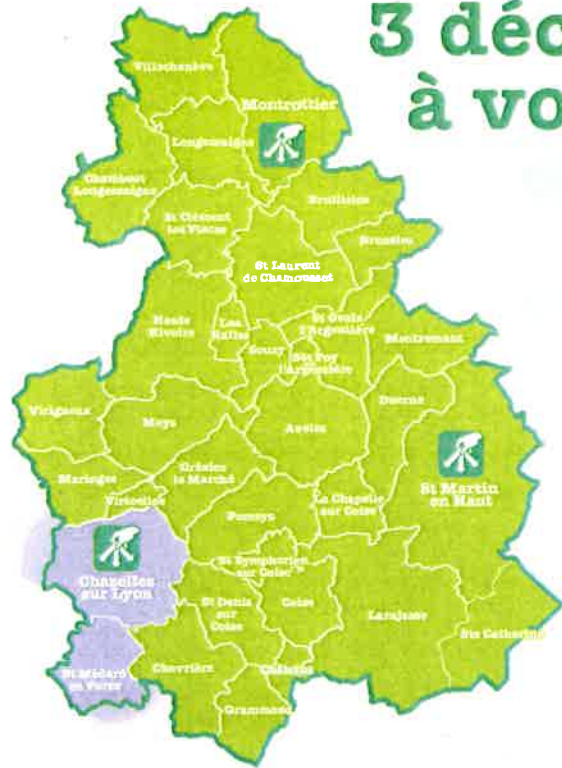 3 déc
à vo
Villechenève
Montrottier
Longessaigne
Chambost
Longessaigne
Brullioles
St Clément
les Places
Brussieu
St Laurent
de Chamousset
Haute
Rivoire
Les
Halles
St Genis
l'Argentière
Montromant
Souzy
Ste Foy
l'Argentière
Duerne
Virigneux
Meys
Aveize
Maringes
Grézieu
le Marché
St Martin
en Haut
Viricelles
La Chapelle
sur Coise
Pomeys
Chazelles
sur Lyon
St Symphorien
sur Coise
St Denis
sur
Coise
Coise
Larajasse
Ste Catherine
St Médard
en Forez
Chevrières
Châtelus
Grammond